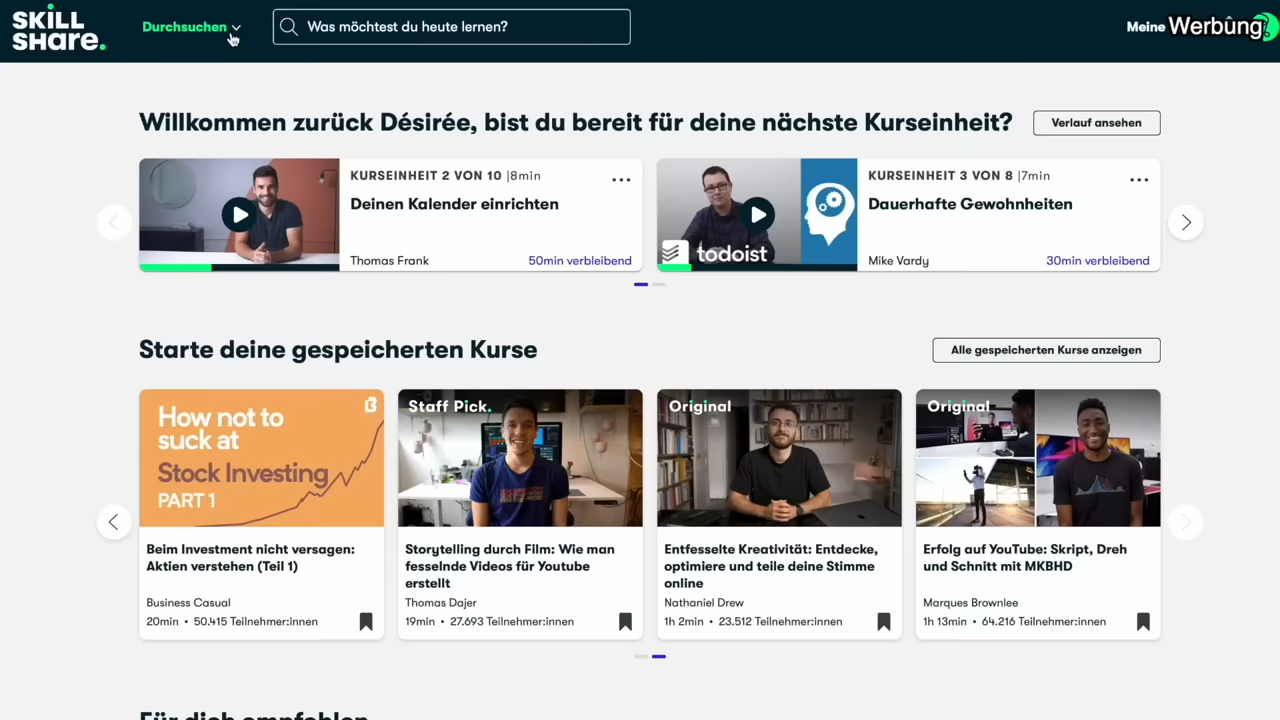 SKILL
SHARE.
Durchsuchen
Was möchtest du heute lernen?
Meine
Werbung
Willkommen zurück Désirée, bist du bereit für deine nächste Kurseinheit?
Verlauf ansehen
KURSEINHEIT 2 VON 10 |8min
Deinen Kalender einrichten
Thomas Frank
50min verbleibend
todoist
KURSEINHEIT 3 VON 8 |7min
Dauerhafte Gewohnheiten
Mike Vardy
30min verbleibend
Starte deine gespeicherten Kurse
Alle gespeicherten Kurse anzeigen
How not to
suck at
Stock Investing
PART 1
Beim Investment nicht versagen:
Aktien verstehen (Teil 1)
Business Casual
20min • 50.415 Teilnehmer:innen
Staff Pick.
Storytelling durch Film: Wie man
fesselnde Videos für Youtube
erstellt
Thomas Dajer
19min • 27.693 Teilnehmer:innen
Original
Entfesselte Kreativität: Entdecke,
optimiere und teile deine Stimme
online
Nathaniel Drew
1h 2min • 23.512 Teilnehmer:innen
Original
Erfolg auf YouTube: Skript, Dreh
und Schnitt mit MKBHD
Marques Brownlee
1h 13min • 64.216 Teilnehmer:innen
Für dich empfohlen